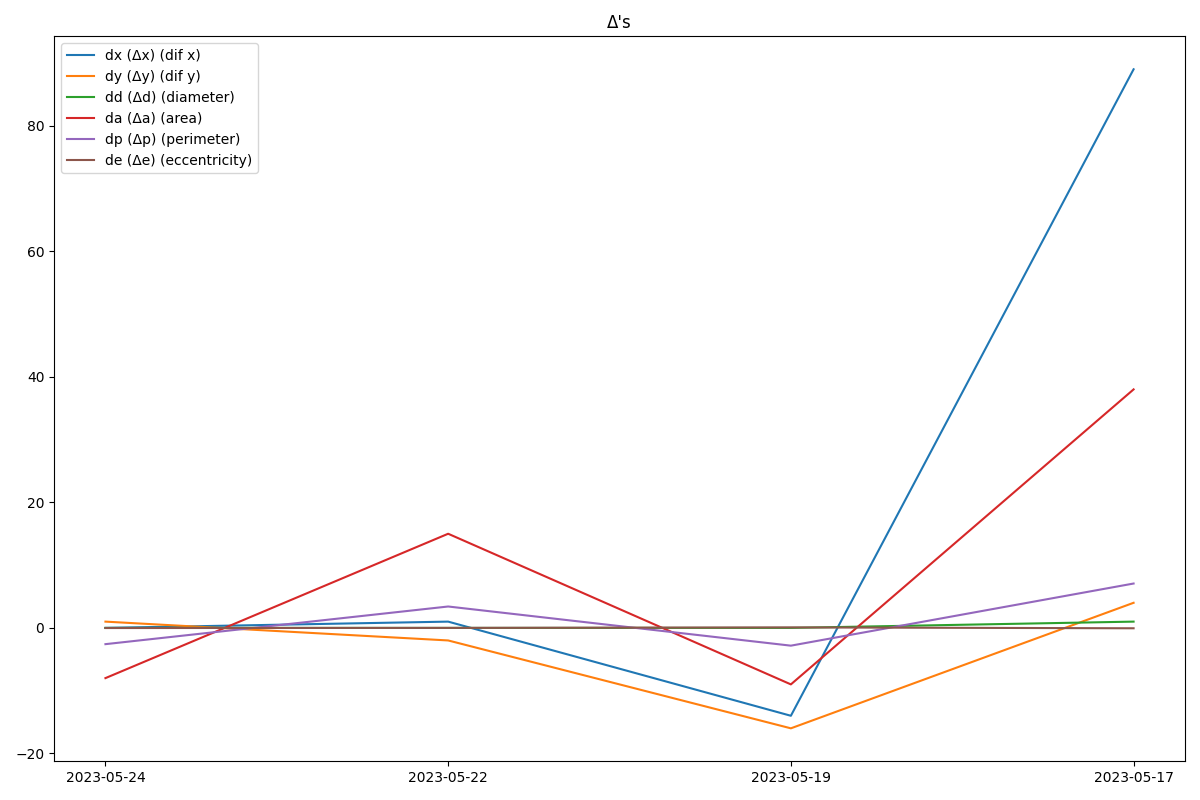 Δ's
dx (Δx) (dif x)
dy (Δy) (dif y)
dd (Δd) (diameter)
da (Δa) (area)
dp (Δp) (perimeter)
de (Δe) (eccentricity)
80
60
40
20
0
−20
2023-05-24 2023-05-22 2023-05-19 2023-05-17